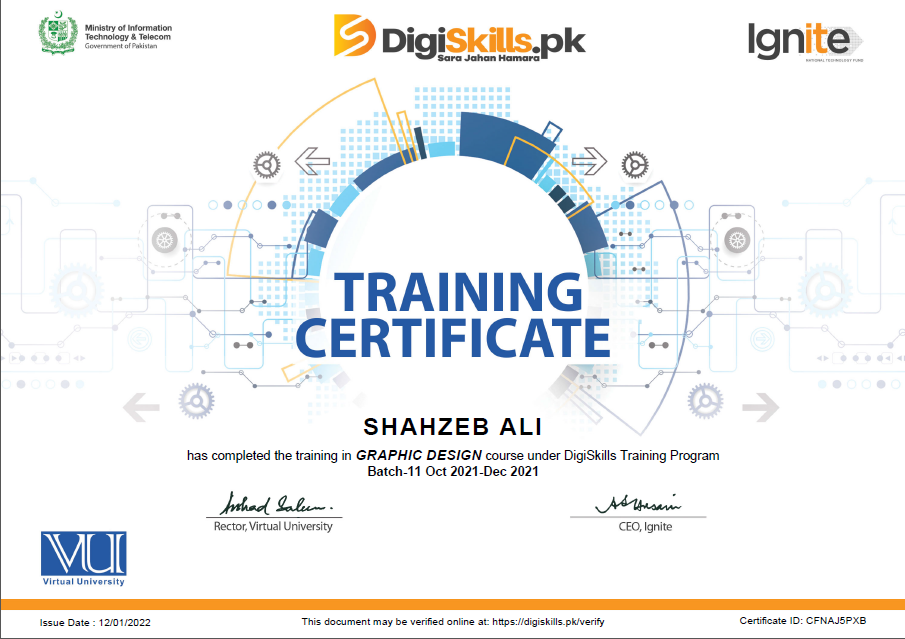 Ministry of Information
Technology & Telecom
Government of Pakistan
DigiSkills.pk
Sara Jahan Hamara
Ignite
NATIONAL TECHNOLOGY FUND
TRAINING
CERTIFICATE
SHAHZEB ALI
has completed the training in GRAPHIC DESIGN course under DigiSkills Training Program
Batch-11 Oct 2021-Dec 2021
Rector, Virtual University
CEO, Ignite
VU
Virtual University
Issue Date : 12/01/2022
This document may be verified online at: https://digiskills.pk/verify
Certificate ID: CFNAJ5PXB